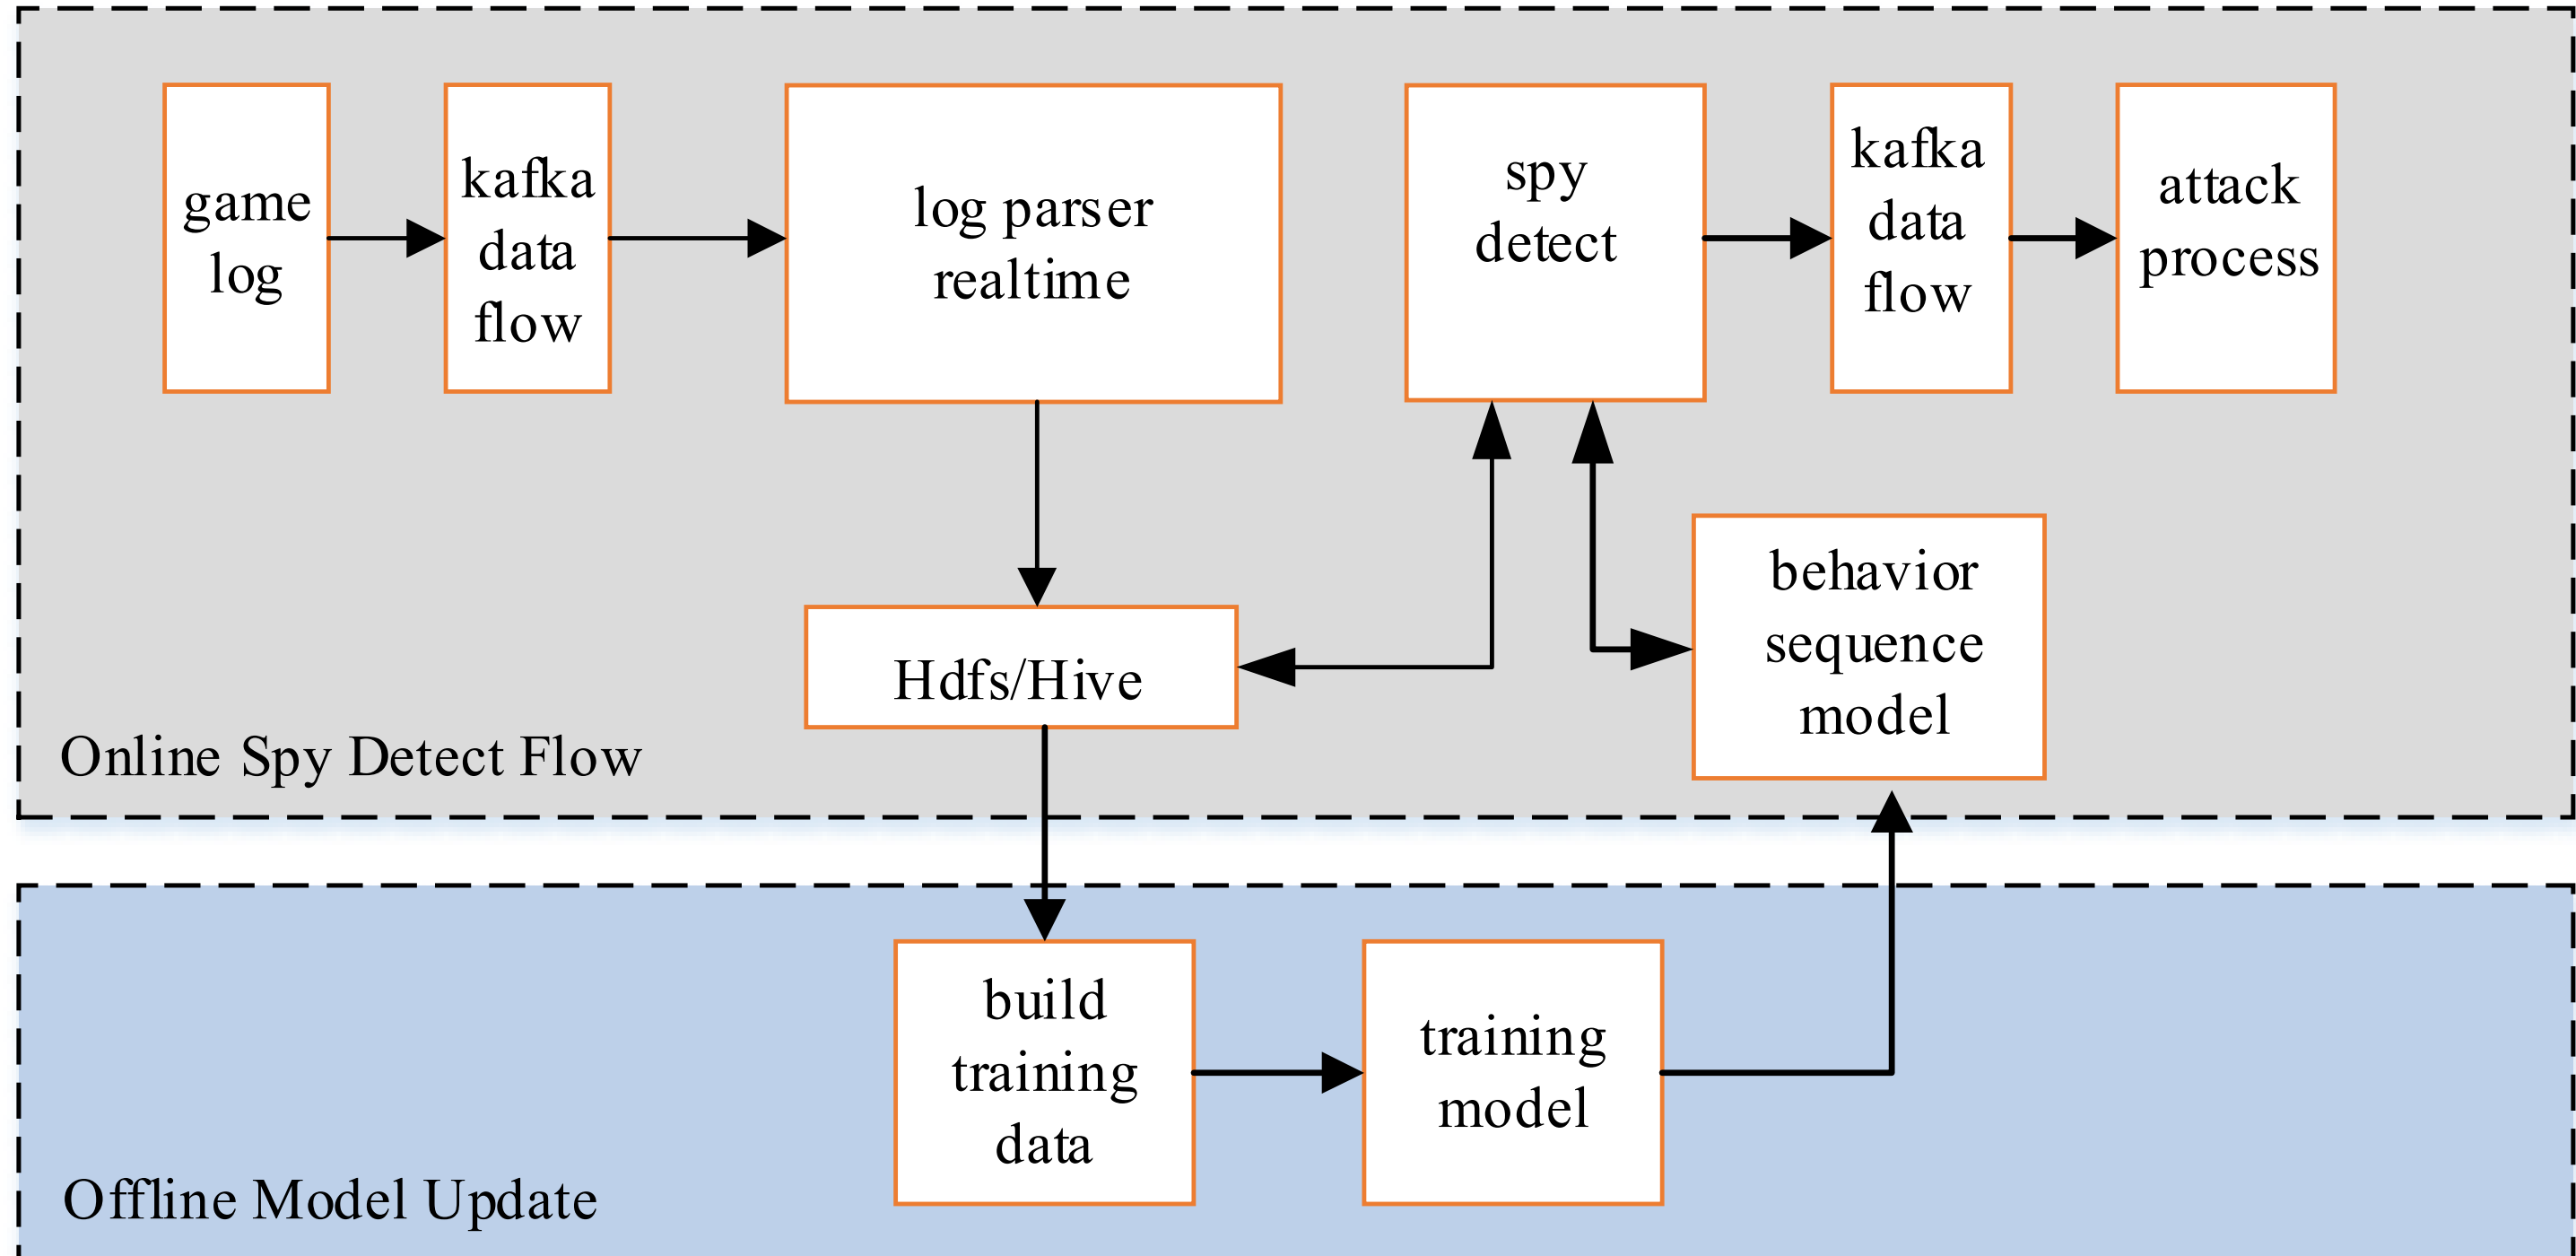 game
log
kafka
data
flow
log parser
realtime
spy
detect
kafka
data
flow
attack
process
Hdfs/Hive
behavior
sequence
model
Online Spy Detect Flow
build
training
data
training
model
Offline Model Update